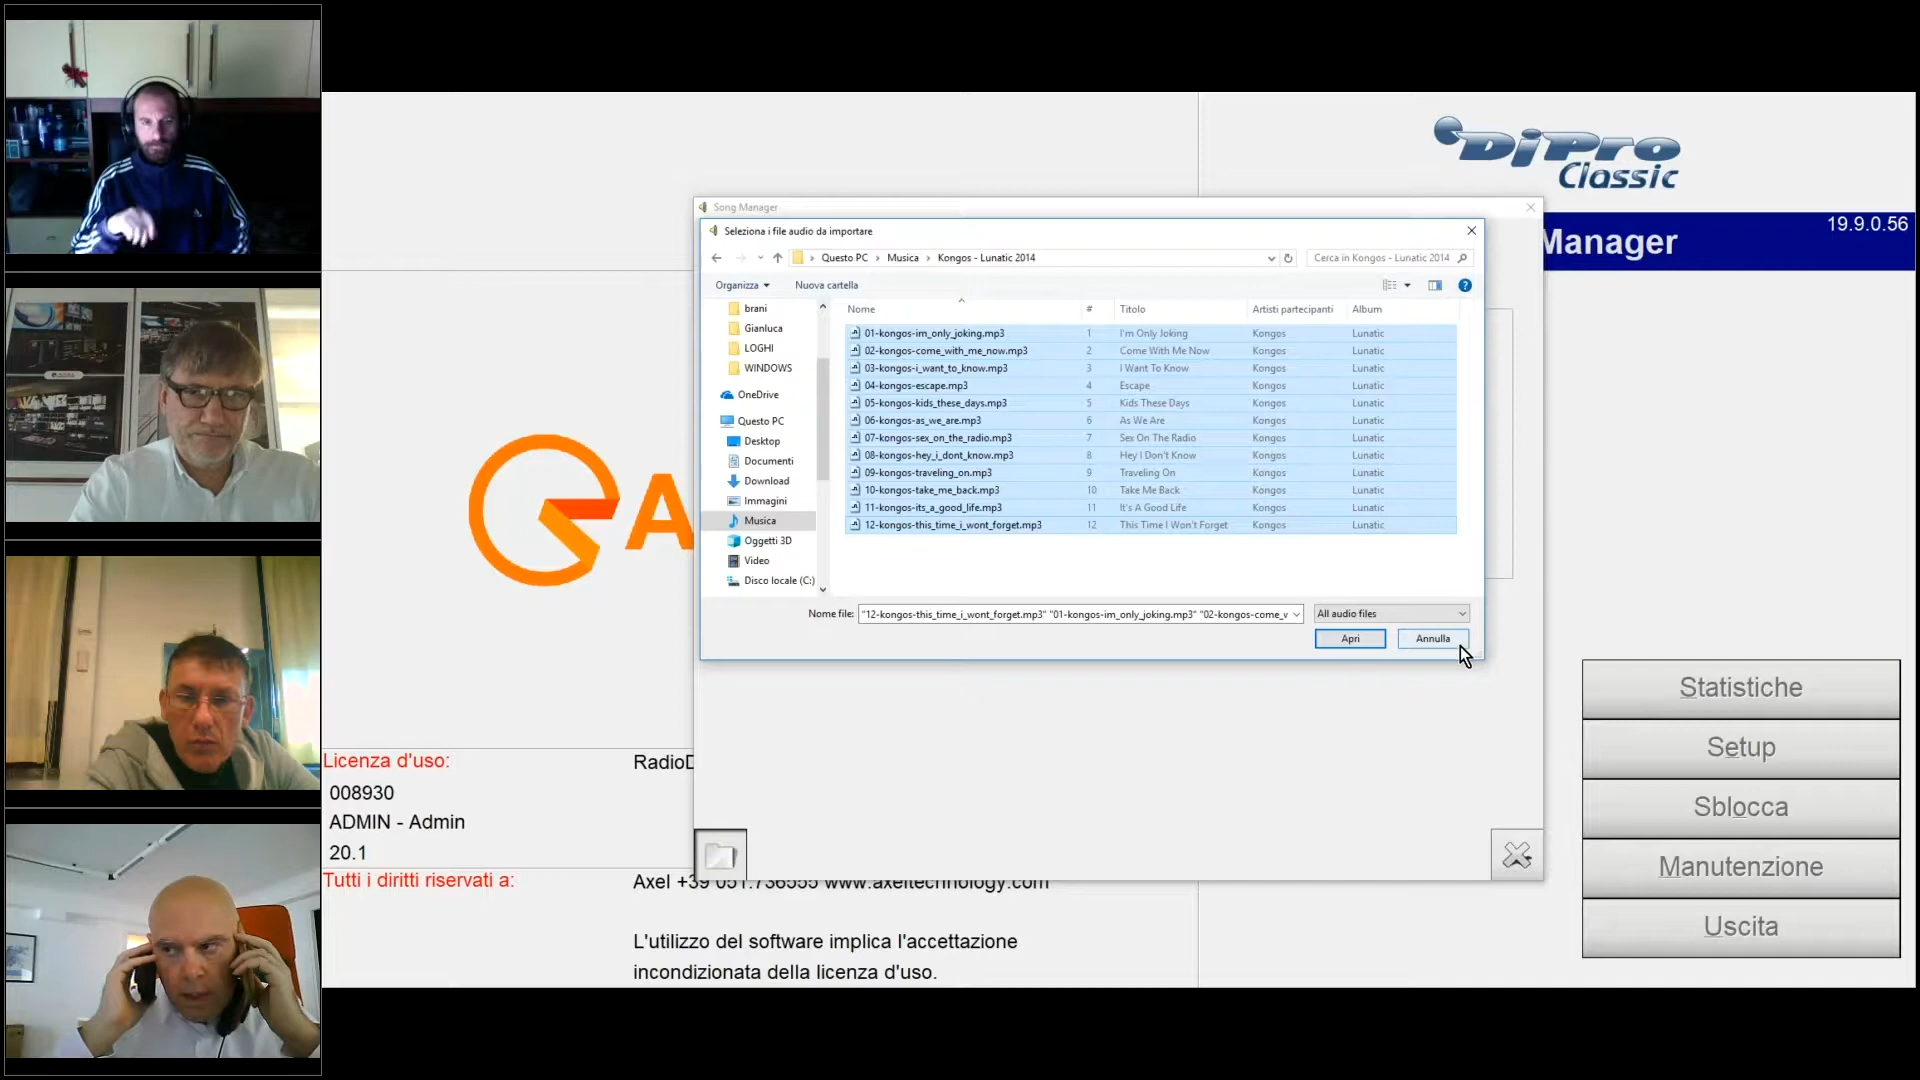 DjPro
Classic
Manager
19.9.0.56
Song Manager
Seleziona i file audio da importare
Questo PC > Musica > Kongos - Lunatic 2014
Cerca in Kongos - Lunatic 2014
Organizza
Nuova cartella
brani
Gianluca
LOGHI
WINDOWS
OneDrive
Questo PC
Desktop
Documenti
Download
Immagini
Musica
Oggetti 3D
Video
Disco locale (C:)
Nome # Titolo Artisti partecipanti Album
01-kongos-im_only_joking.mp3 1 I'm Only Joking Kongos Lunatic
02-kongos-come_with_me_now.mp3 2 Come With Me Now Kongos Lunatic
03-kongos-i_want_to_know.mp3 3 I Want To Know Kongos Lunatic
04-kongos-escape.mp3 4 Escape Kongos Lunatic
05-kongos-kids_these_days.mp3 5 Kids These Days Kongos Lunatic
06-kongos-as_we_are.mp3 6 As We Are Kongos Lunatic
07-kongos-sex_on_the_radio.mp3 7 Sex On The Radio Kongos Lunatic
08-kongos-hey_i_dont_know.mp3 8 Hey I Don't Know Kongos Lunatic
09-kongos-traveling_on.mp3 9 Traveling On Kongos Lunatic
10-kongos-take_me_back.mp3 10 Take Me Back Kongos Lunatic
11-kongos-its_a_good_life.mp3 11 It's A Good Life Kongos Lunatic
12-kongos-this_time_i_wont_forget.mp3 12 This Time I Won't Forget Kongos Lunatic
Nome file: "12-kongos-this_time_i_wont_forget.mp3" "01-kongos-im_only_joking.mp3" "02-kongos-come_v
All audio files
Apri
Annulla
A
Licenza d'uso:
RadioD
008930
ADMIN - Admin
20.1
Tutti i diritti riservati a:
Axel +39 051.736555 www.axeltechnology.com
L'utilizzo del software implica l'accettazione
incondizionata della licenza d'uso.
Statistiche
Setup
Sblocca
Manutenzione
Uscita